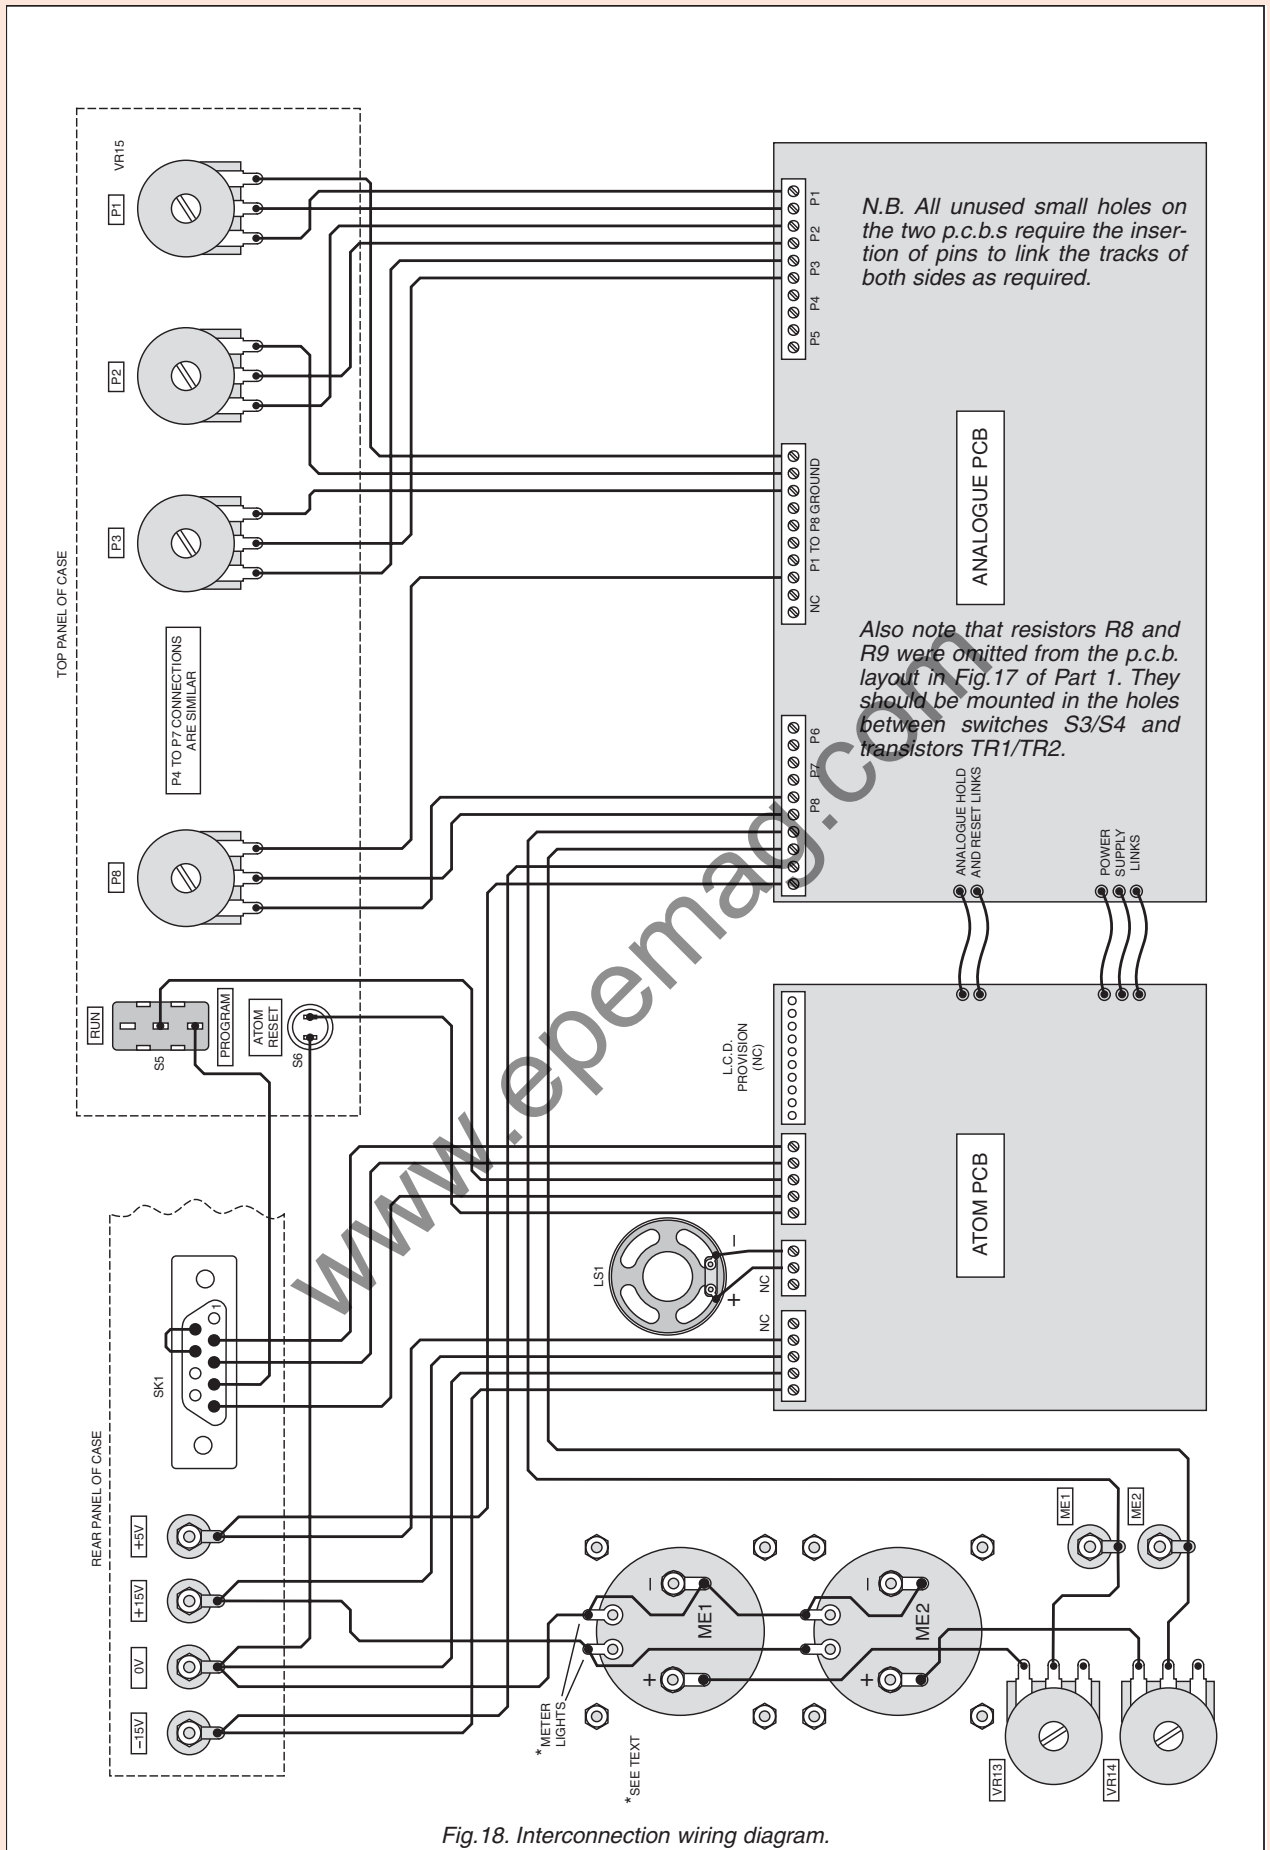 TOP PANEL OF CASE
VR15
P1
P2
P3
P4 TO P7 CONNECTIONS
ARE SIMILAR
P8
RUN
S5
PROGRAM
ATOM
RESET
S6
N.B. All unused small holes on
the two p.c.b.s require the inser-
tion of pins to link the tracks of
both sides as required.
P1
P2
P3
P4
P5
P1 TO P8 GROUND
NC
ANALOGUE PCB
Also note that resistors R8 and
R9 were omitted from the p.c.b.
layout in Fig.17 of Part 1. They
should be mounted in the holes
between switches S3/S4 and
transistors TR1/TR2.
P6
P7
P8
ANALOGUE HOLD
AND RESET LINKS
POWER
SUPPLY
LINKS
www.epemag.com
L.C.D.
PROVISION
(NC)
ATOM PCB
LS1
–
+
NC
NC
REAR PANEL OF CASE
SK1
1
+5V
+15V
0V
–15V
*METER
LIGHTS
*SEE TEXT
–
ME1
+
–
ME2
+
ME1
ME2
VR13
VR14
Fig.18. Interconnection wiring diagram.